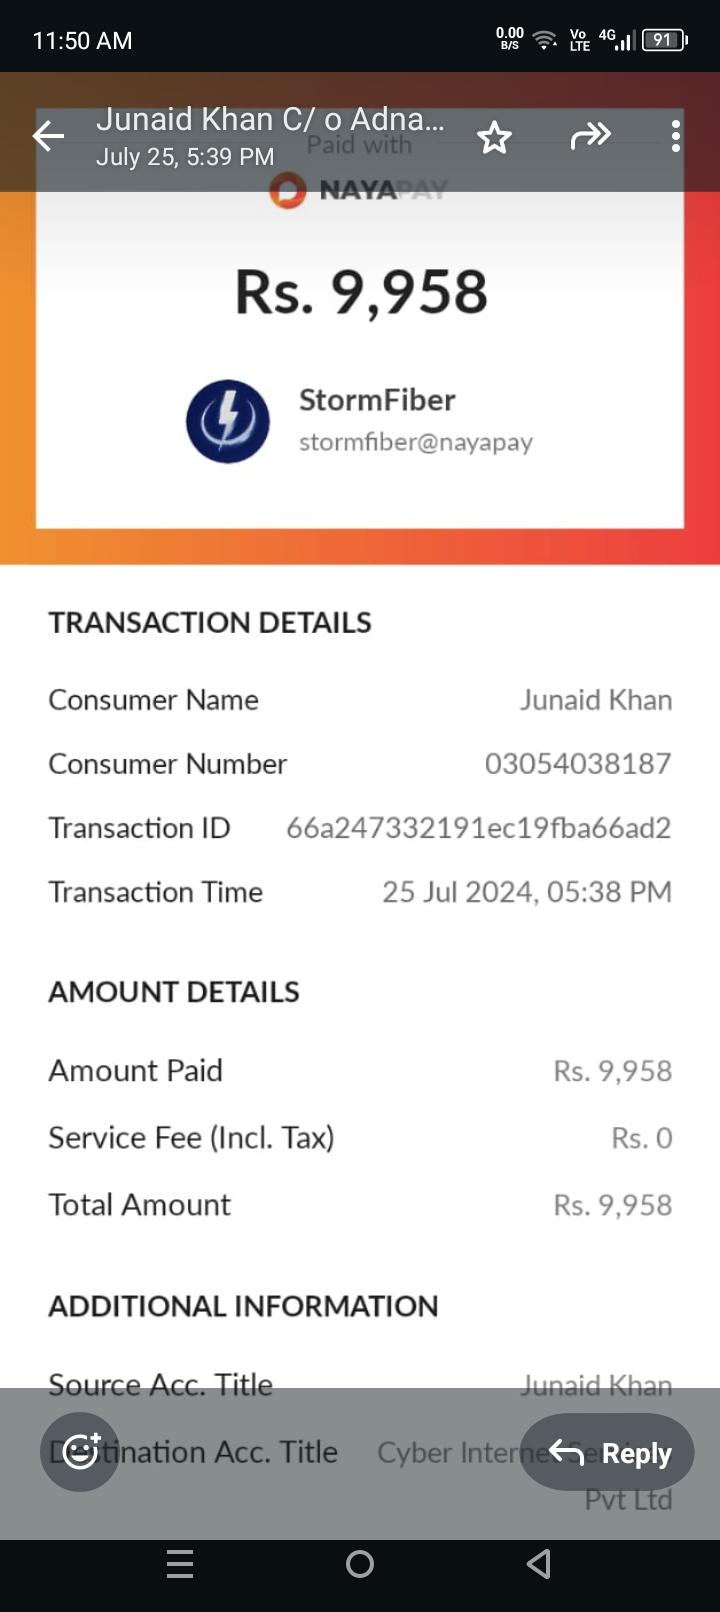 11:50 AM
0.00 B/S Vo LTE 4G 91
Junaid Khan C/ o Adna...
July 25, 5:39 PM
Paid with
NAYAPAY
Rs. 9,958
StormFiber
stormfiber@nayapay
TRANSACTION DETAILS
Consumer Name Junaid Khan
Consumer Number 03054038187
Transaction ID 66a247332191ec19fba66ad2
Transaction Time 25 Jul 2024, 05:38 PM
AMOUNT DETAILS
Amount Paid Rs. 9,958
Service Fee (Incl. Tax) Rs. 0
Total Amount Rs. 9,958
ADDITIONAL INFORMATION
Source Acc. Title Junaid Khan
Destination Acc. Title Cyber Internet
Reply
Pvt Ltd